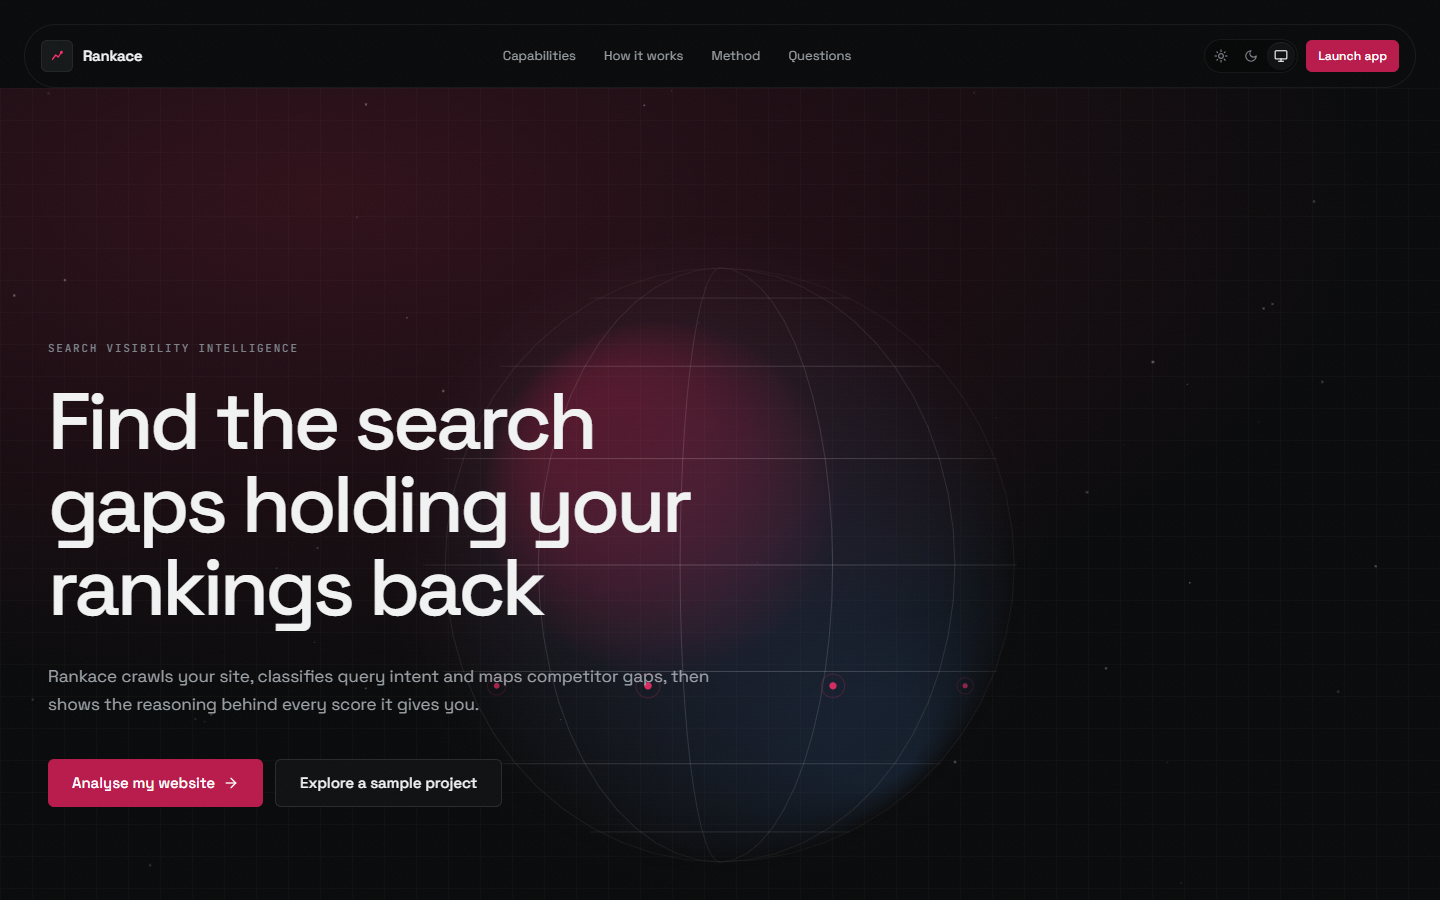 Rankace
Capabilities
How it works
Method
Questions
Launch app
SEARCH VISIBILITY INTELLIGENCE
Find the search
gaps holding your
rankings back
Rankace crawls your site, classifies query intent and maps competitor gaps, then
shows the reasoning behind every score it gives you.
Analyse my website →
Explore a sample project